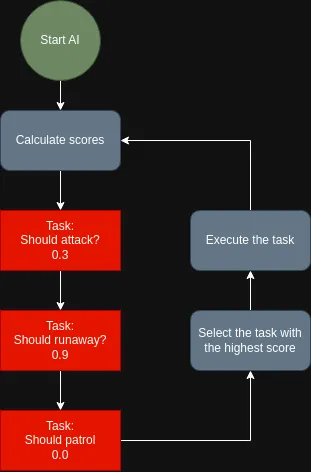 Start AI
Calculate scores
Task:
Should attack?
0.3
Task:
Should runaway?
0.9
Task:
Should patrol
0.0
Select the task with
the highest score
Execute the task